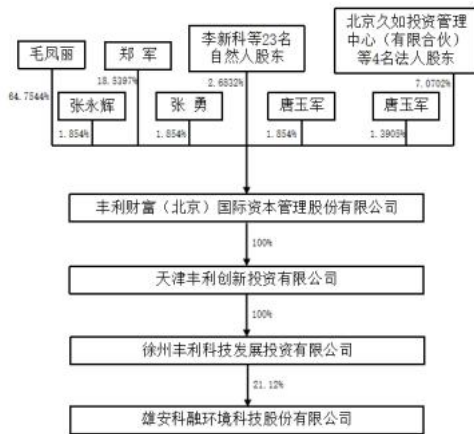 毛凤丽
郑 军
李新科等23名
自然人股东
北京久如投资管理
中心（有限合伙）
等4名法人股东
64.7544%
18.5397%
2.6832%
7.0702%
张永辉
张 勇
唐玉军
唐玉军
1.854%
1.854%
1.854%
1.3905%
丰利财富（北京）国际资本管理股份有限公司
100%
天津丰利创新投资有限公司
100%
徐州丰利科技发展投资有限公司
21.12%
雄安科融环境科技股份有限公司